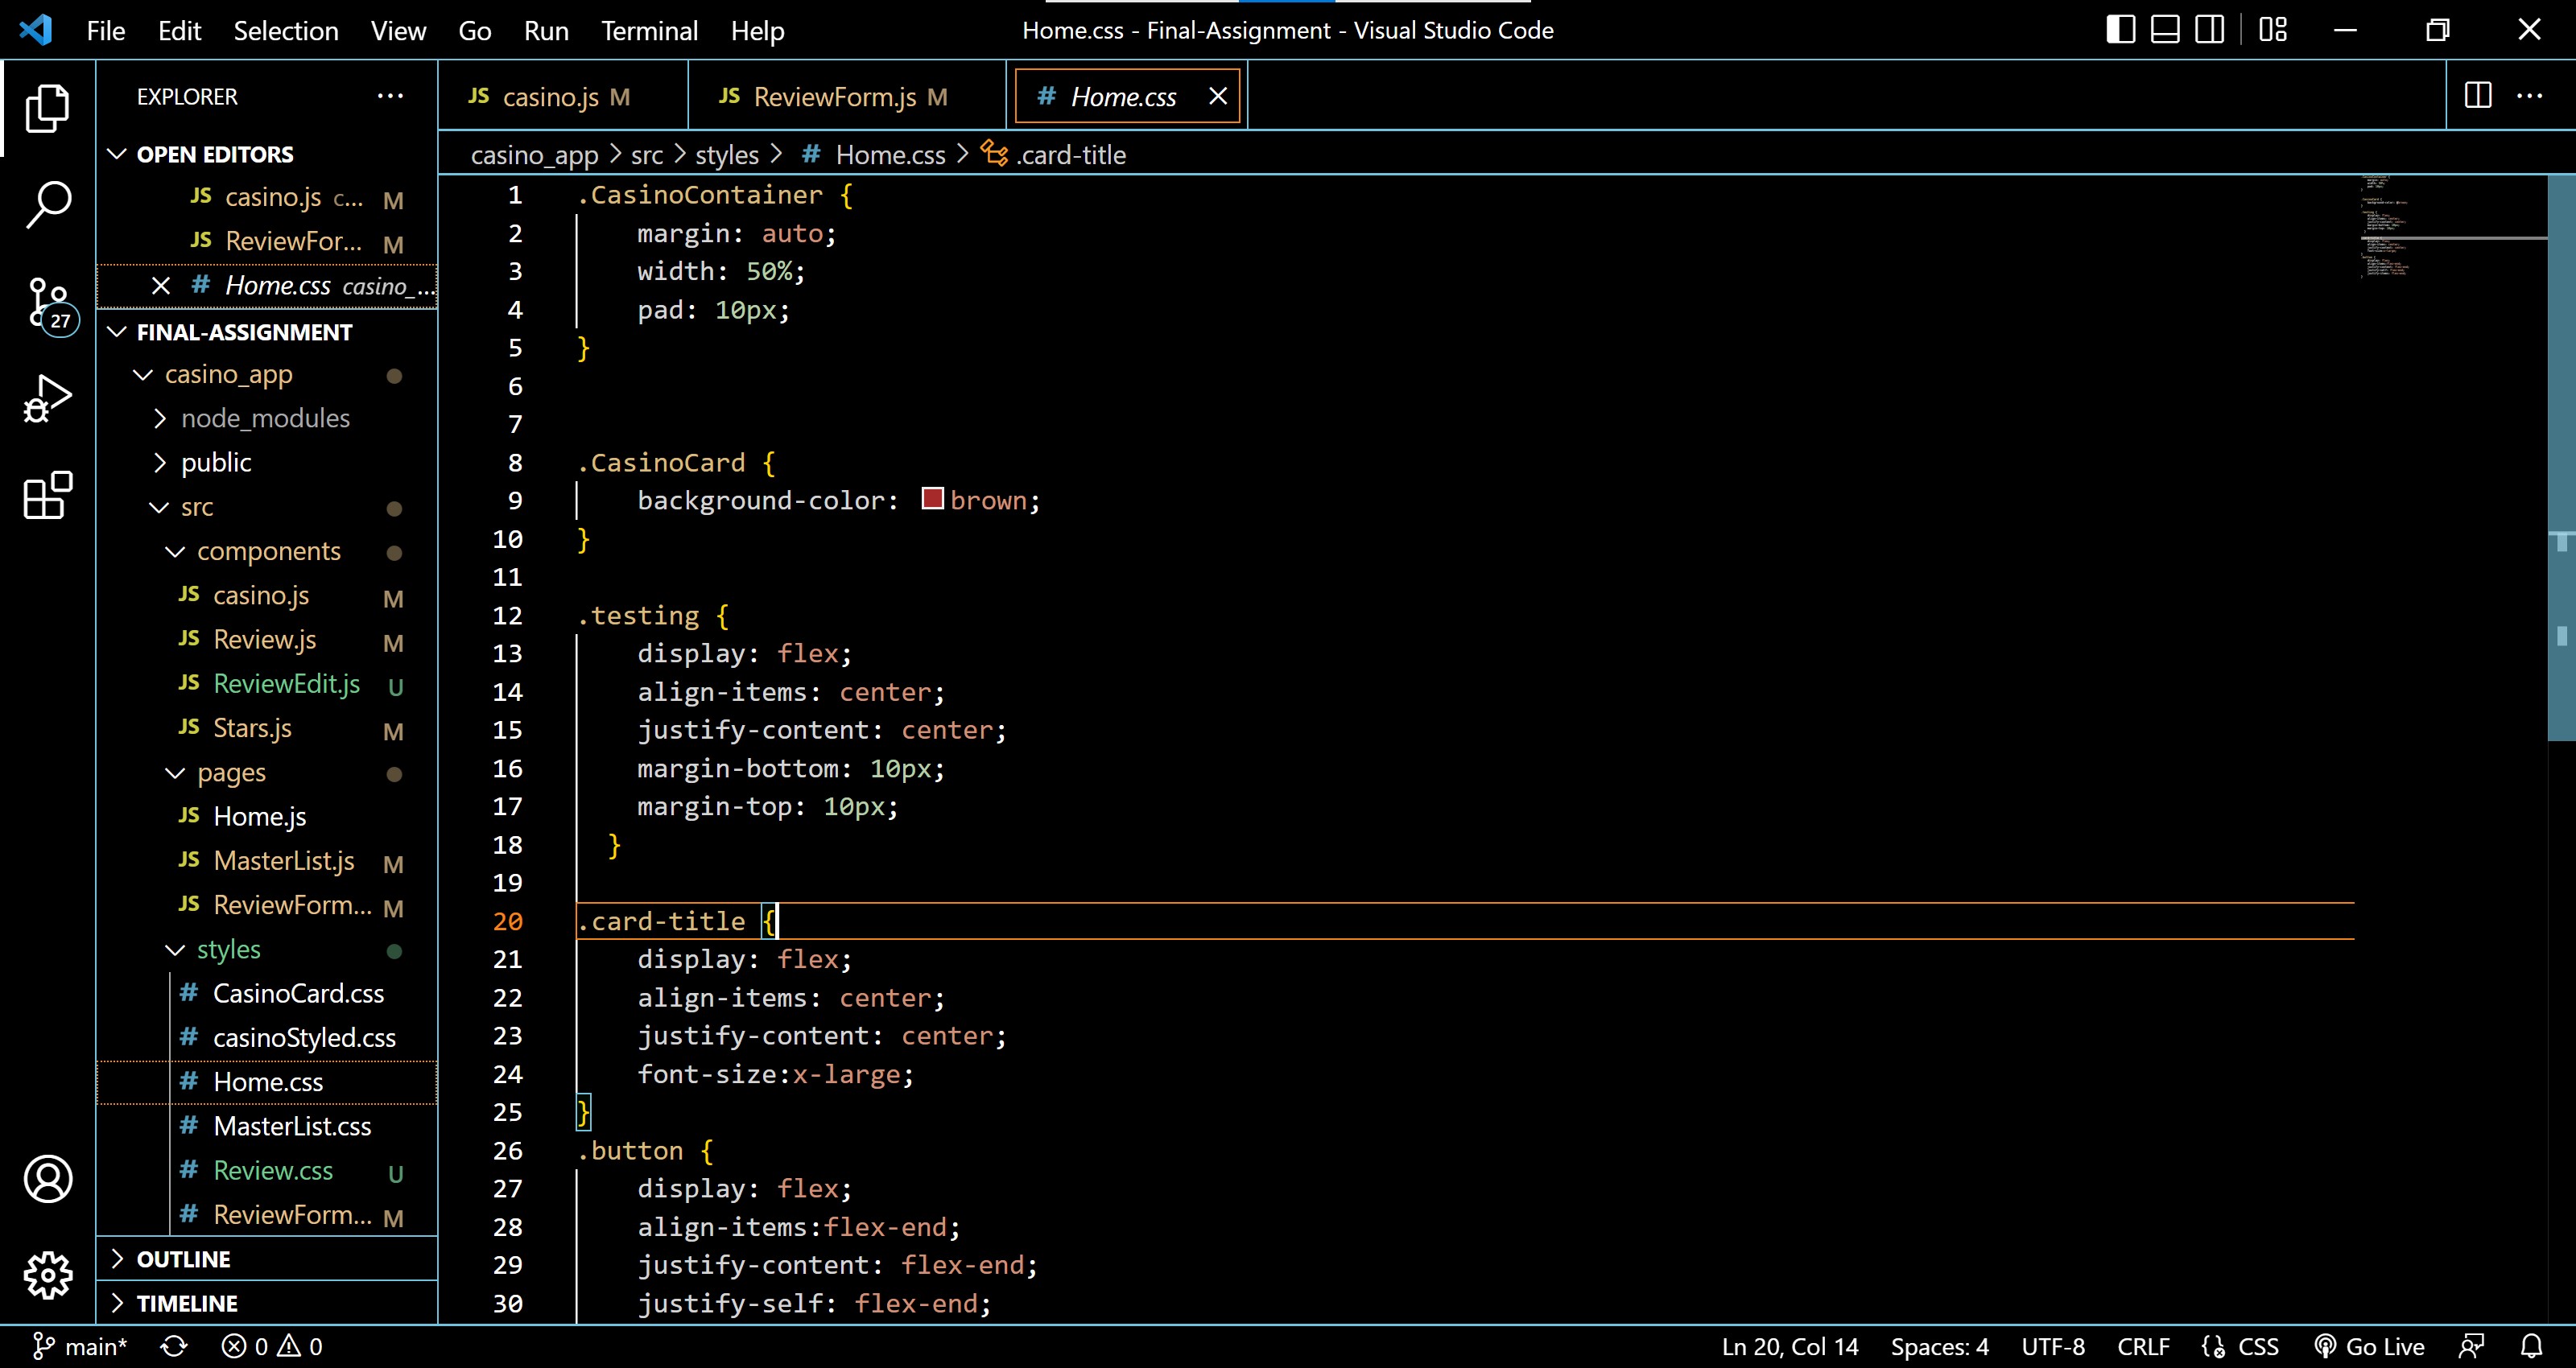 File Edit Selection View Go Run Terminal Help Home.css - Final-Assignment - Visual Studio Code
EXPLORER
JS casino.js M JS ReviewForm.js M # Home.css
OPEN EDITORS
JS casino.js c... M
JS ReviewFor... M
# Home.css casino_...
FINAL-ASSIGNMENT
casino_app
node_modules
public
src
components
JS casino.js M
JS Review.js M
JS ReviewEdit.js U
JS Stars.js M
pages
JS Home.js
JS MasterList.js M
JS ReviewForm... M
styles
# CasinoCard.css
# casinoStyled.css
# Home.css
# MasterList.css
# Review.css U
# ReviewForm... M
OUTLINE
TIMELINE
27
casino_app > src > styles > # Home.css > .card-title
1 .CasinoContainer {
2 margin: auto;
3 width: 50%;
4 pad: 10px;
5 }
6
7
8 .CasinoCard {
9 background-color: brown;
10 }
11
12 .testing {
13 display: flex;
14 align-items: center;
15 justify-content: center;
16 margin-bottom: 10px;
17 margin-top: 10px;
18 }
19
20 .card-title {
21 display: flex;
22 align-items: center;
23 justify-content: center;
24 font-size:x-large;
25 }
26 .button {
27 display: flex;
28 align-items:flex-end;
29 justify-content: flex-end;
30 justify-self: flex-end;
main* 0 0 Ln 20, Col 14 Spaces: 4 UTF-8 CRLF CSS Go Live